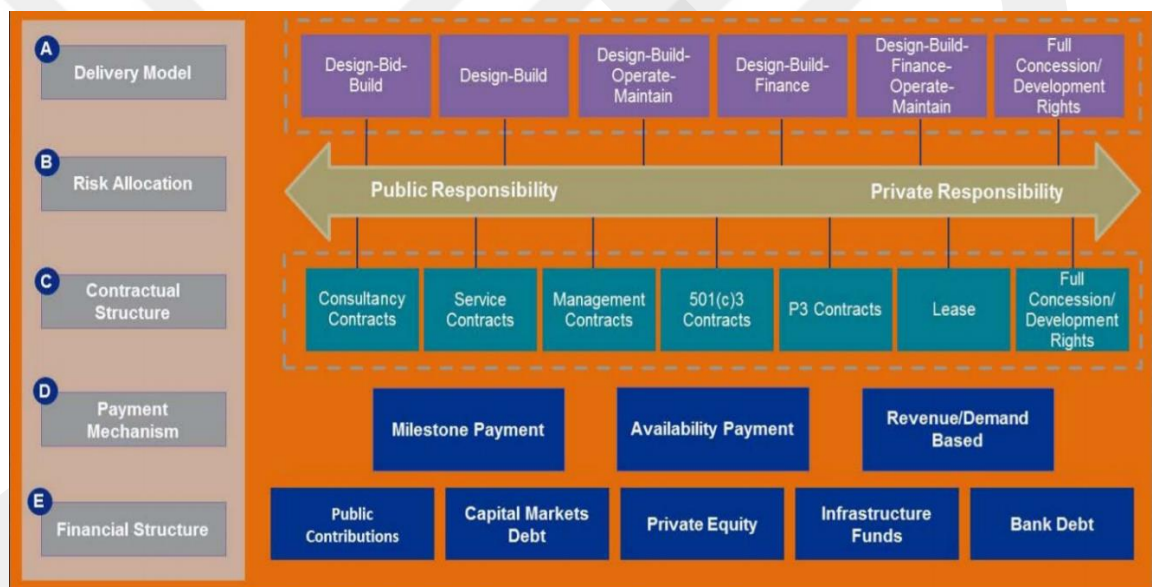 A
Delivery Model
Design-Bid-
Build
Design-Build
Design-Build-
Operate-
Maintain
Design-Build-
Finance
Design-Build-
Finance-
Operate-
Maintain
Full
Concession/
Development
Rights
B
Risk Allocation
Public Responsibility
Private Responsibility
C
Contractual
Structure
Consultancy
Contracts
Service
Contracts
Management
Contracts
501(c)3
Contracts
P3 Contracts
Lease
Full
Concession/
Development
Rights
D
Payment
Mechanism
Milestone Payment
Availability Payment
Revenue/Demand
Based
E
Financial Structure
Public
Contributions
Capital Markets
Debt
Private Equity
Infrastructure
Funds
Bank Debt